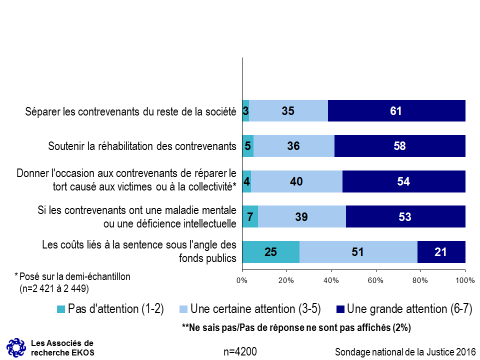 Séparer les contrevenants du reste de la société
3 35 61
Soutenir la réhabilitation des contrevenants
5 36 58
Donner l'occasion aux contrevenants de réparer le
tort causé aux victimes ou à la collectivité*
4 40 54
Si les contrevenants ont une maladie mentale
ou une déficience intellectuelle
7 39 53
Les coûts liés à la sentence sous l'angle des
fonds publics
25 51 21
0% 20% 40% 60% 80% 100%
* Posé sur la demi-échantillon
(n=2 421 à 2 449)
Pas d'attention (1-2) Une certaine attention (3-5) Une grande attention (6-7)
**Ne sais pas/Pas de réponse ne sont pas affichés (2%)
Les Associés de
recherche EKOS
n=4200
Sondage national de la Justice 2016